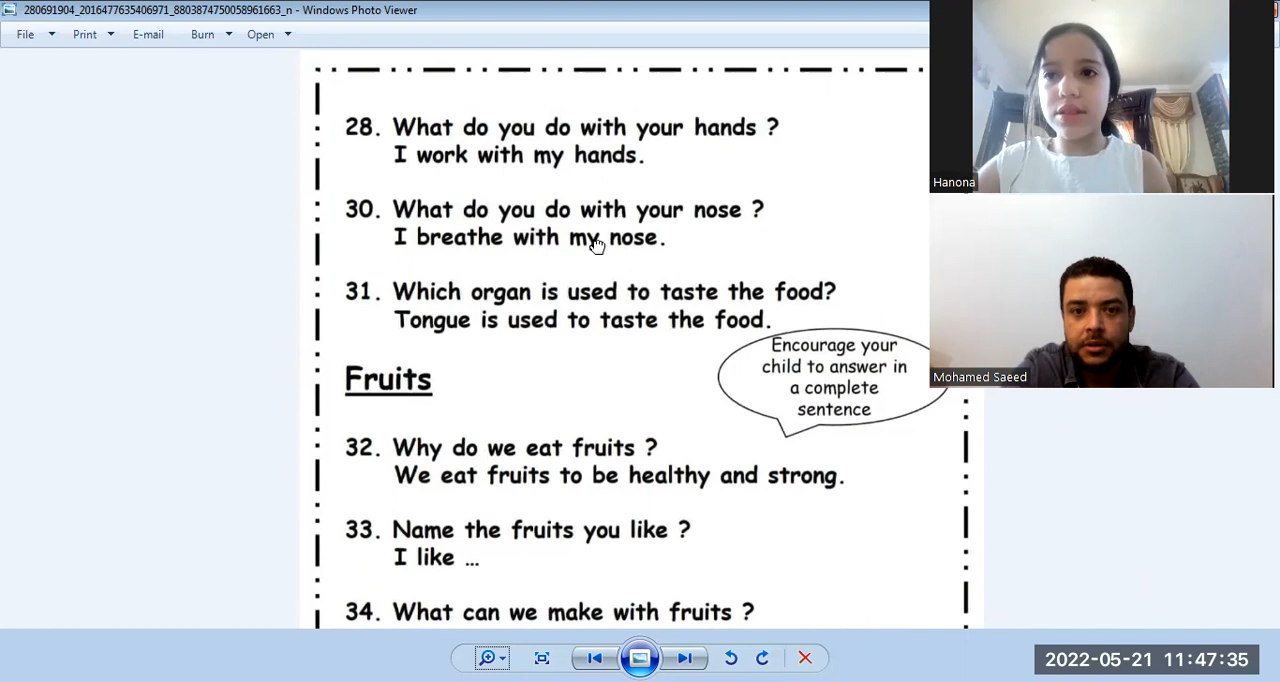 280691904_2016477635406971_8803874750058961663_n - Windows Photo Viewer
File Print E-mail Burn Open
28. What do you do with your hands ?
I work with my hands.
30. What do you do with your nose ?
I breathe with my nose.
31. Which organ is used to taste the food?
Tongue is used to taste the food.
Encourage your
child to answer in
a complete
sentence
Fruits
32. Why do we eat fruits ?
We eat fruits to be healthy and strong.
33. Name the fruits you like ?
I like ...
34. What can we make with fruits ?
Hanona
Mohamed Saeed
2022-05-21 11:47:35